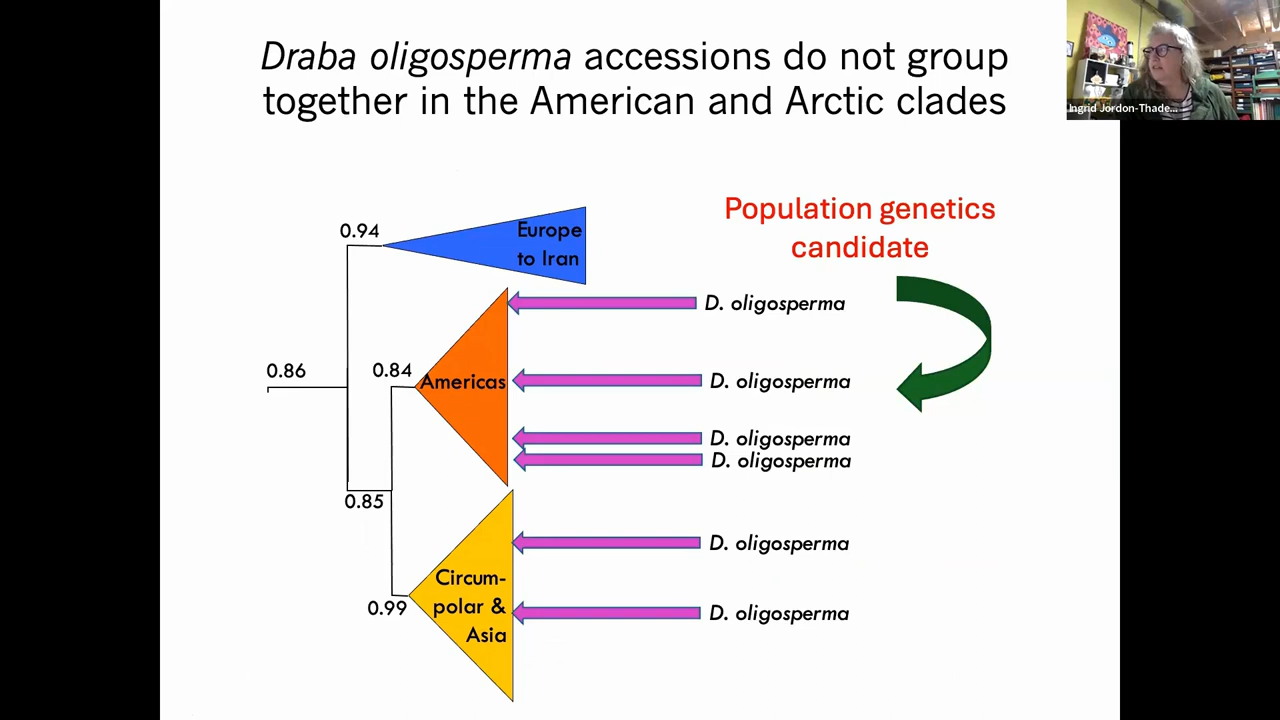 Draba oligosperma accessions do not group
together in the American and Arctic clades
Ingrid Jordon-Thade...
Population genetics
candidate
0.94
Europe
to Iran
D. oligosperma
0.86
0.84
Americas
D. oligosperma
D. oligosperma
D. oligosperma
0.85
D. oligosperma
Circum-
polar &
Asia
0.99
D. oligosperma